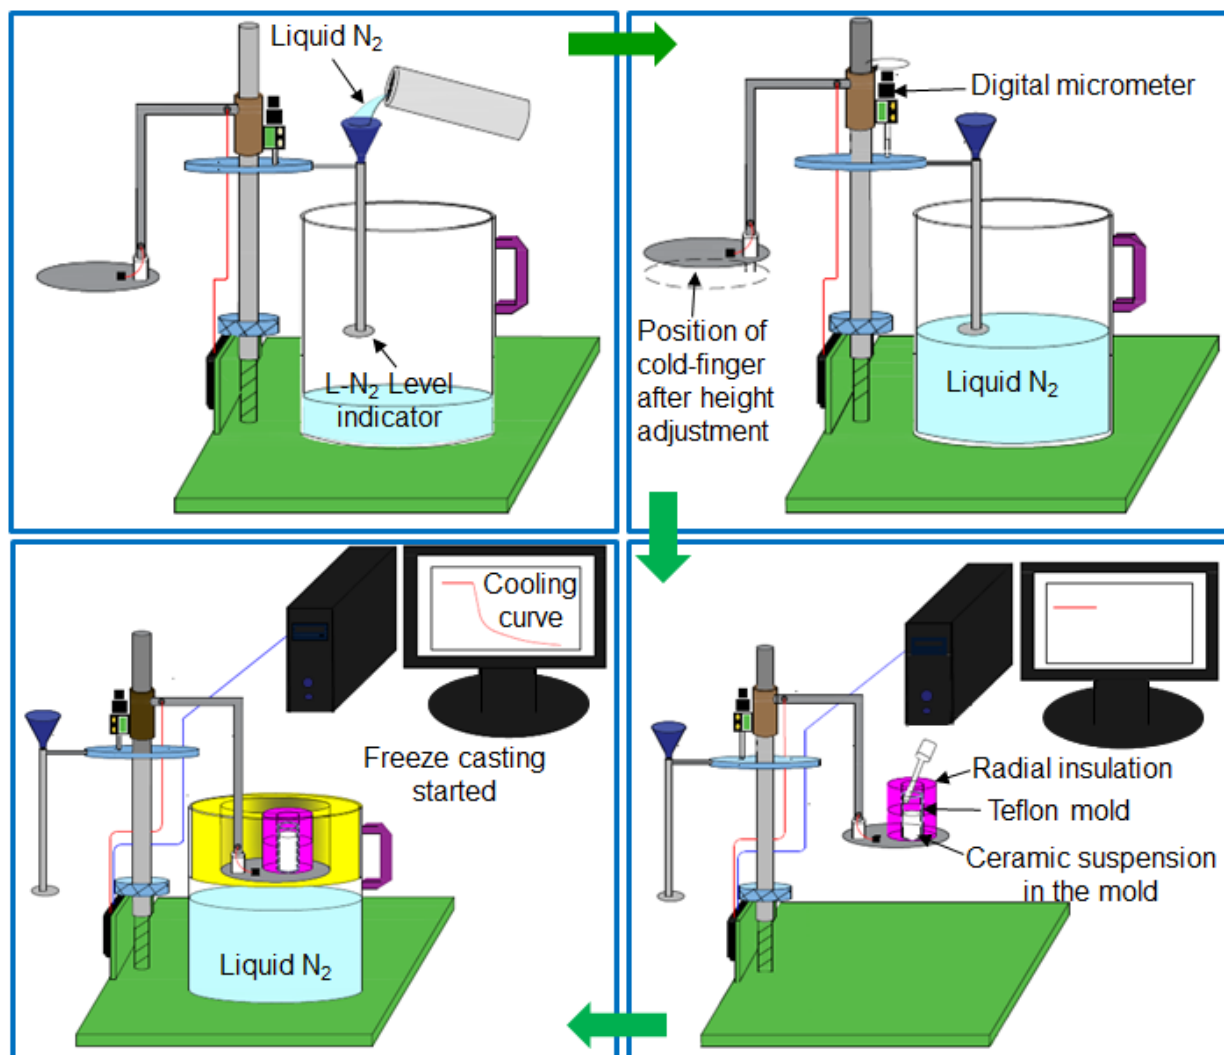 Liquid N₂
L-N₂ Level
indicator
Digital micrometer
Position of
cold-finger
after height
adjustment
Liquid N₂
Cooling
curve
Freeze casting
started
Liquid N₂
Radial insulation
Teflon mold
Ceramic suspension
in the mold